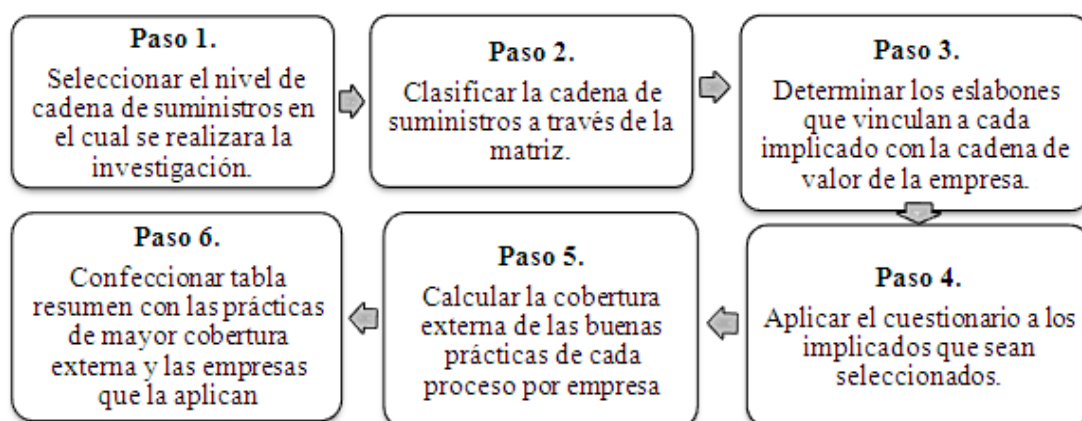 Paso 1.
Seleccionar el nivel de
cadena de suministros en
el cual se realizara la
investigación.
Paso 2.
Clasificar la cadena de
suministros a través de la
matriz.
Paso 3.
Determinar los eslabones
que vinculan a cada
implicado con la cadena de
valor de la empresa.
Paso 4.
Aplicar el cuestionario a los
implicados que sean
seleccionados.
Paso 5.
Calcular la cobertura
externa de las buenas
prácticas de cada
proceso por empresa
Paso 6.
Confeccionar tabla
resumen con las prácticas
de mayor cobertura
externa y las empresas
que la aplican